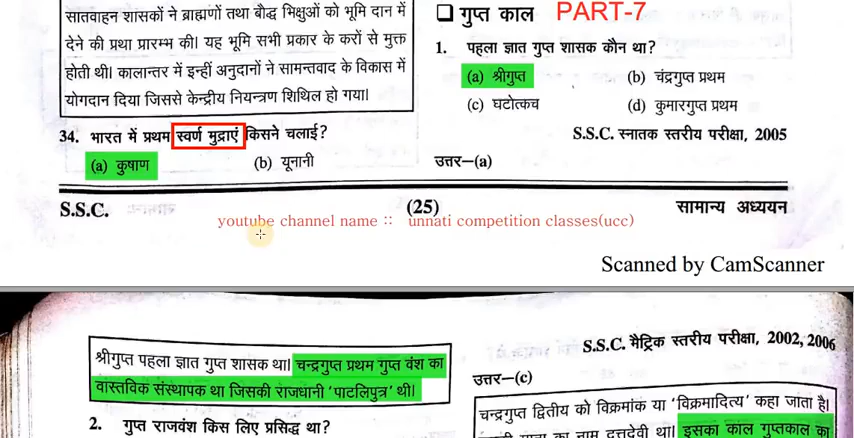 सातवाहन शासकों ने ब्राह्मणों तथा बौद्ध भिक्षुओं को भूमि दान में
देने की प्रथा प्रारम्भ की। यह भूमि सभी प्रकार के करों से मुक्त
होती थी। कालान्तर में इन्हीं अनुदानों ने सामन्तवाद के विकास में
योगदान दिया जिससे केन्द्रीय नियन्त्रण शिथिल हो गया।
34. भारत में प्रथम स्वर्ण मुद्राएं किसने चलाई?
(a) कुषाण (b) यूनानी
गुप्त काल PART-7
1. पहला ज्ञात गुप्त शासक कौन था?
(a) श्रीगुप्त (b) चंद्रगुप्त प्रथम
(c) घटोत्कच (d) कुमारगुप्त प्रथम
S.S.C. स्नातक स्तरीय परीक्षा, 2005
उत्तर—(a)
S.S.C. (25) सामान्य अध्ययन
youtube channel name :: unnati competition classes(ucc)
Scanned by CamScanner
श्रीगुप्त पहला ज्ञात गुप्त शासक था। चन्द्रगुप्त प्रथम गुप्त वंश का
वास्तविक संस्थापक था जिसकी राजधानी 'पाटलिपुत्र' थी।
2. गुप्त राजवंश किस लिए प्रसिद्ध था?
S.S.C. मैट्रिक स्तरीय परीक्षा, 2002, 2006
उत्तर—(c)
चन्द्रगुप्त द्वितीय को विक्रमांक या 'विक्रमादित्य' कहा जाता है।
का नाम दत्तदेवी था। इसका काल गुप्तकाल का